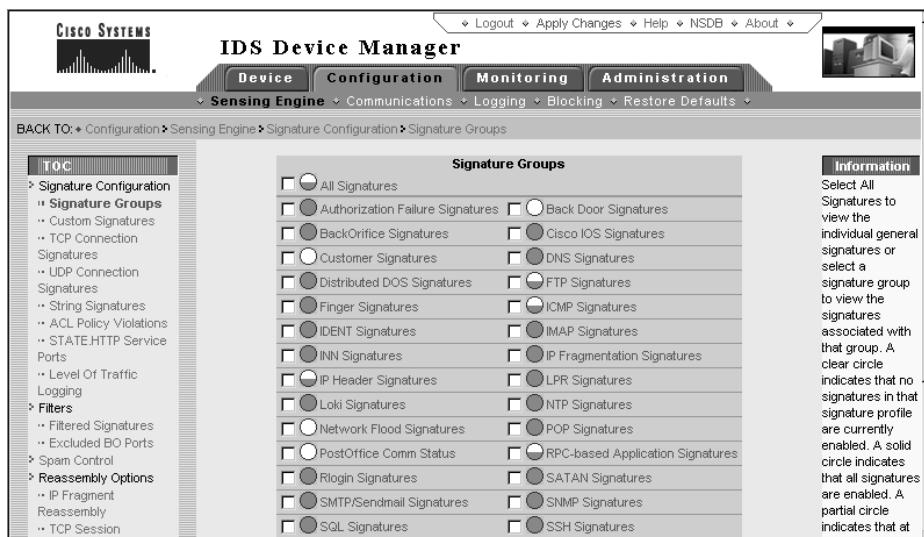 CISCO SYSTEMS
Logout Apply Changes Help NSDB About
IDS Device Manager
Device Configuration Monitoring Administration
Sensing Engine Communications Logging Blocking Restore Defaults
BACK TO: Configuration Sensing Engine Signature Configuration Signature Groups
TOC
Signature Configuration
Signature Groups
Custom Signatures
TCP Connection
Signatures
UDP Connection
Signatures
String Signatures
ACL Policy Violations
STATE.HTTP Service
Ports
Level Of Traffic
Logging
Filters
Filtered Signatures
Excluded BO Ports
Spam Control
Reassembly Options
IP Fragment
Reassembly
TCP Session
Signature Groups
All Signatures
Authorization Failure Signatures Back Door Signatures
BackOrifice Signatures Cisco IOS Signatures
Customer Signatures DNS Signatures
Distributed DOS Signatures FTP Signatures
Finger Signatures ICMP Signatures
IDENT Signatures IMAP Signatures
INN Signatures IP Fragmentation Signatures
IP Header Signatures LPR Signatures
Loki Signatures NTP Signatures
Network Flood Signatures POP Signatures
PostOffice Comm Status RPC-based Application Signatures
Rlogin Signatures SATAN Signatures
SMTP/Sendmail Signatures SNMP Signatures
SQL Signatures SSH Signatures
Information
Select All
Signatures to
view the
individual general
signatures or
select a
signature group
to view the
signatures
associated with
that group. A
clear circle
indicates that no
signatures in that
signature profile
are currently
enabled. A solid
circle indicates
that all signatures
are enabled. A
partial circle
indicates that at